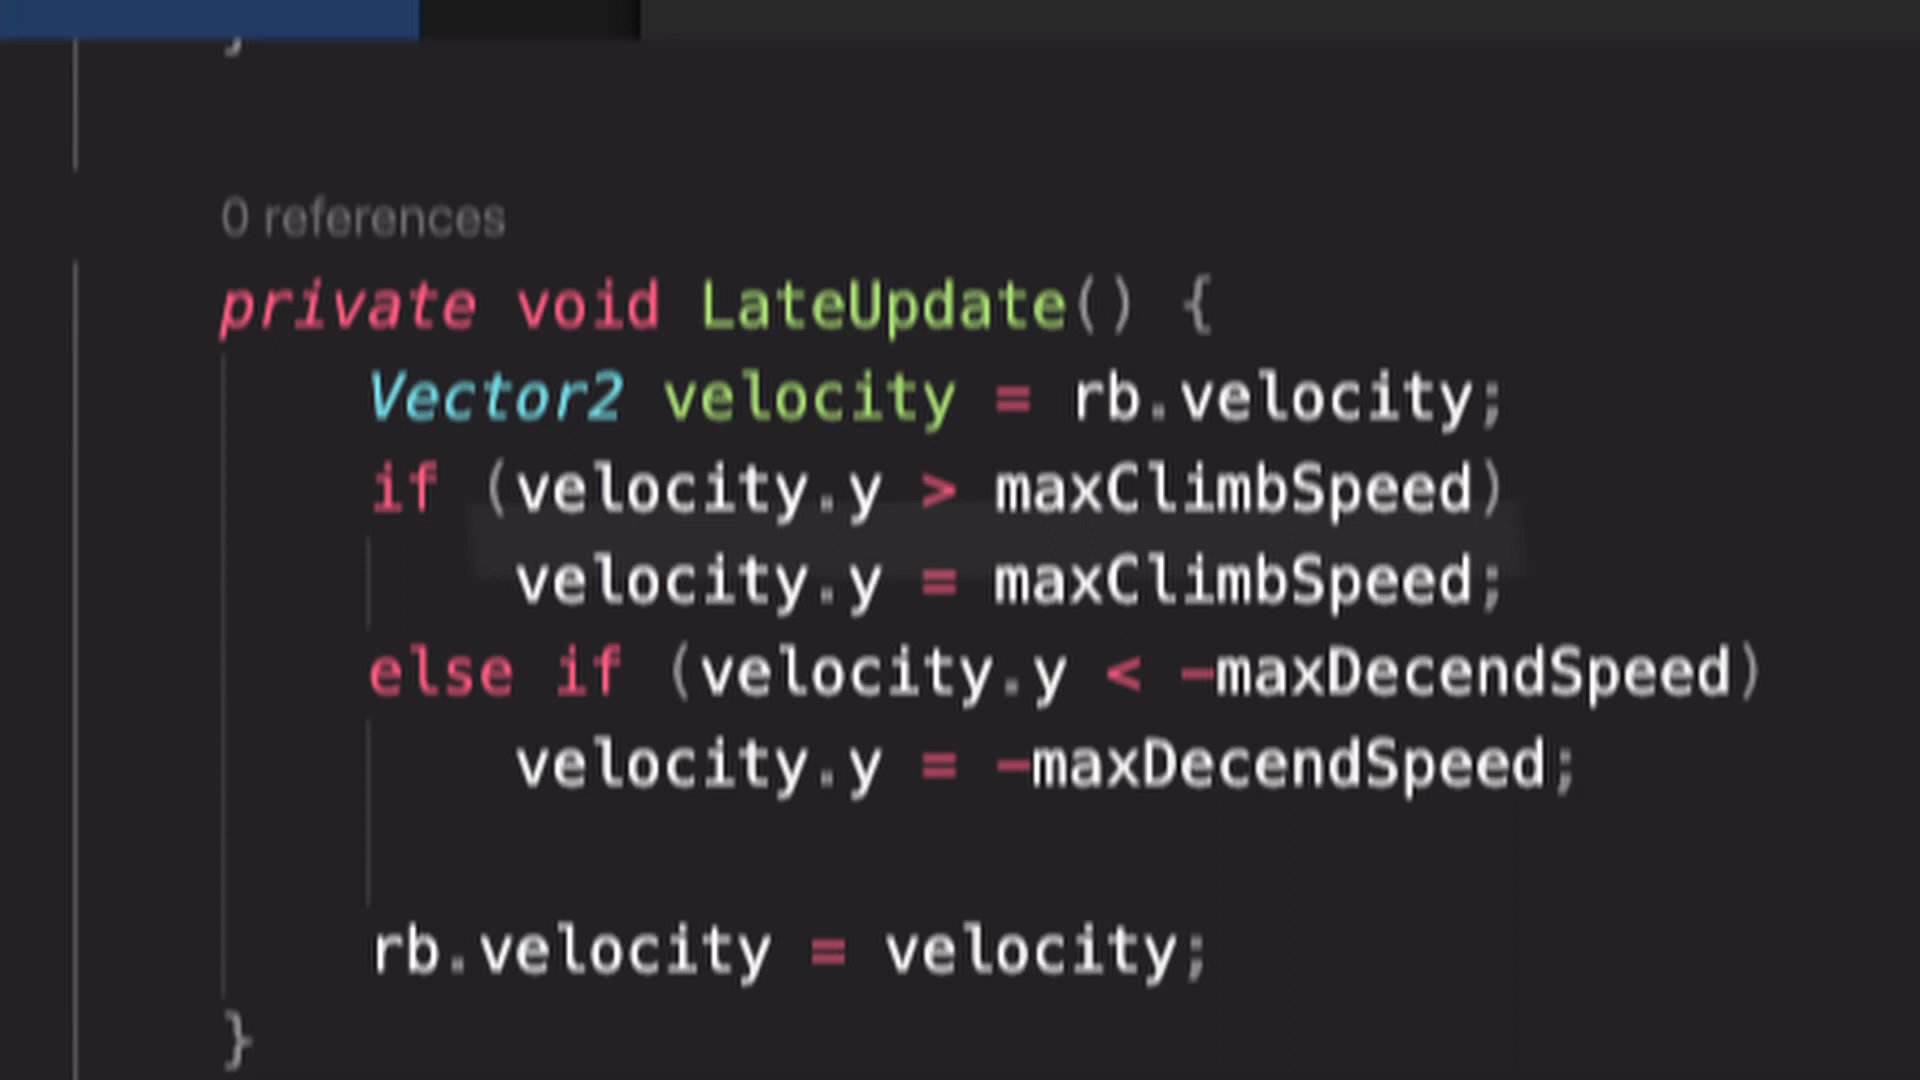 }
0 references
private void LateUpdate() {
Vector2 velocity = rb.velocity;
if (velocity.y > maxClimbSpeed)
velocity.y = maxClimbSpeed;
else if (velocity.y < -maxDecendSpeed)
velocity.y = -maxDecendSpeed;
rb.velocity = velocity;
}